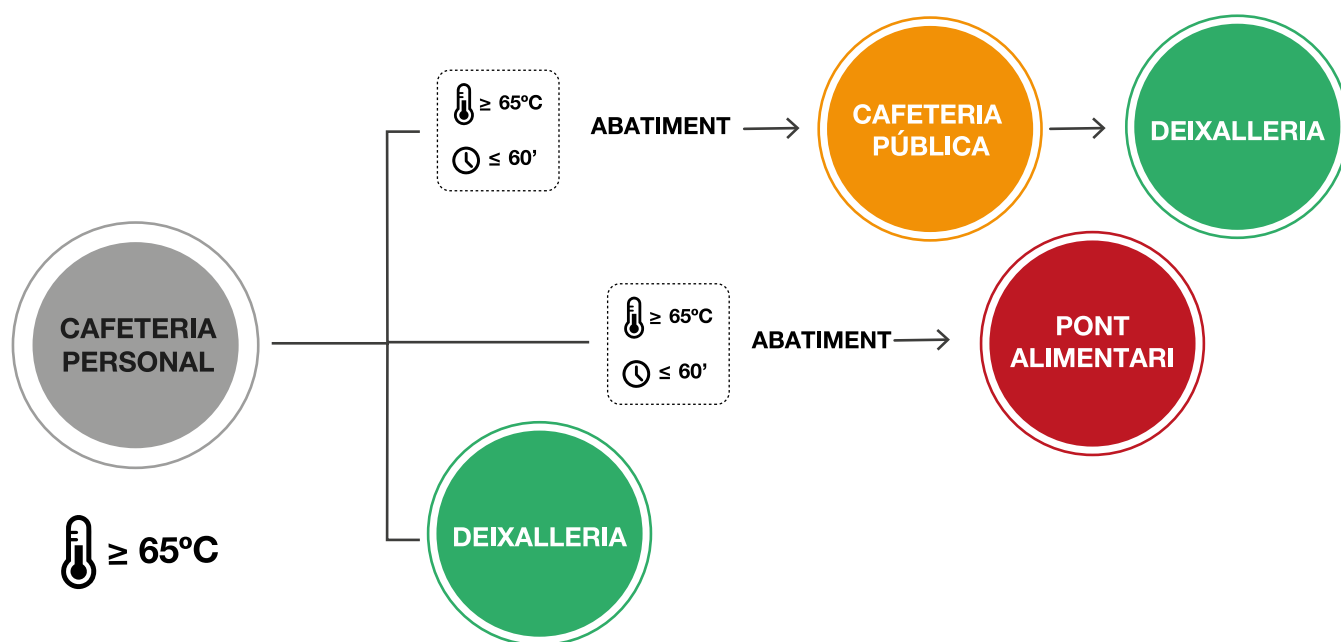 ≥ 65ºC
≤ 60’
ABATIMENT
CAFETERIA
PÚBLICA
DEIXALLERIA
CAFETERIA
PERSONAL
≥ 65ºC
≥ 65ºC
≤ 60’
ABATIMENT
PONT
ALIMENTARI
DEIXALLERIA